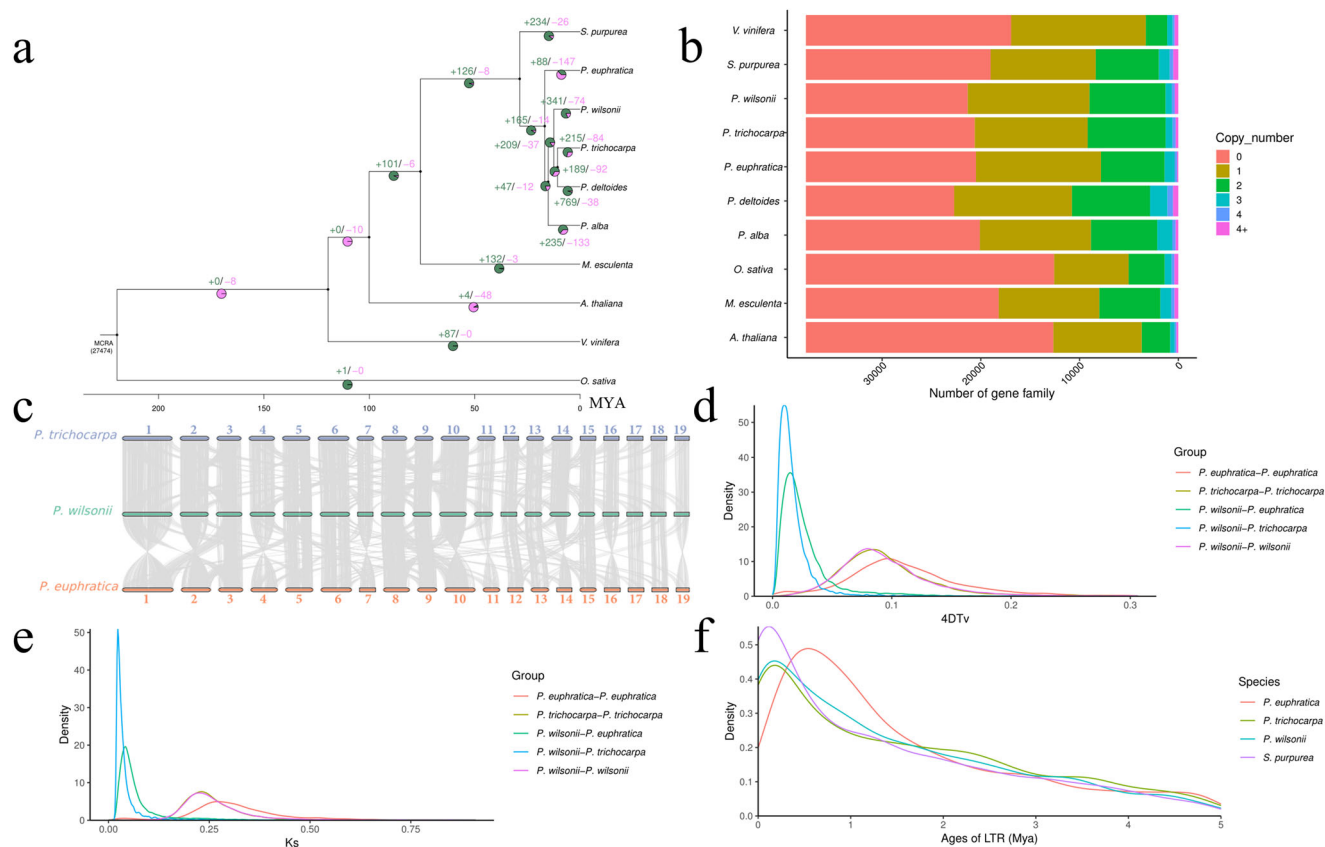 a
+234/−26
S. purpurea
+88/−147
P. euphratica
+126/−8
+341/−74
P. wilsonii
+165/−14
+215/−84
+209/−37
P. trichocarpa
+101/−6
+189/−92
+47/−12
P. deltoides
+769/−38
P. alba
+0/−10
+235/−133
+132/−3
M. esculenta
+0/−8
+4/−48
A. thaliana
+87/−0
V. vinifera
MCRA
(27474)
+1/−0
O. sativa
200
150
100
50
0
MYA
b
V. vinifera
S. purpurea
P. wilsonii
P. trichocarpa
P. euphratica
P. deltoides
P. alba
O. sativa
M. esculenta
A. thaliana
30000
20000
10000
0
Number of gene family
Copy_number
0
1
2
3
4
4+
c
P. trichocarpa
1 2 3 4 5 6 7 8 9 10 11 12 13 14 15 16 17 18 19
P. wilsonii
P. euphratica
1 2 3 4 5 6 7 8 9 10 11 12 13 14 15 16 17 18 19
d
50
40
30
20
10
0
Density
0.0
0.1
0.2
0.3
4DTv
Group
P. euphratica−P. euphratica
P. trichocarpa−P. trichocarpa
P. wilsonii−P. euphratica
P. wilsonii−P. trichocarpa
P. wilsonii−P. wilsonii
e
50
40
30
20
10
0
Density
0.00
0.25
0.50
0.75
Ks
Group
P. euphratica−P. euphratica
P. trichocarpa−P. trichocarpa
P. wilsonii−P. euphratica
P. wilsonii−P. trichocarpa
P. wilsonii−P. wilsonii
f
0.5
0.4
0.3
0.2
0.1
0.0
Density
0
1
2
3
4
5
Ages of LTR (Mya)
Species
P. euphratica
P. trichocarpa
P. wilsonii
S. purpurea